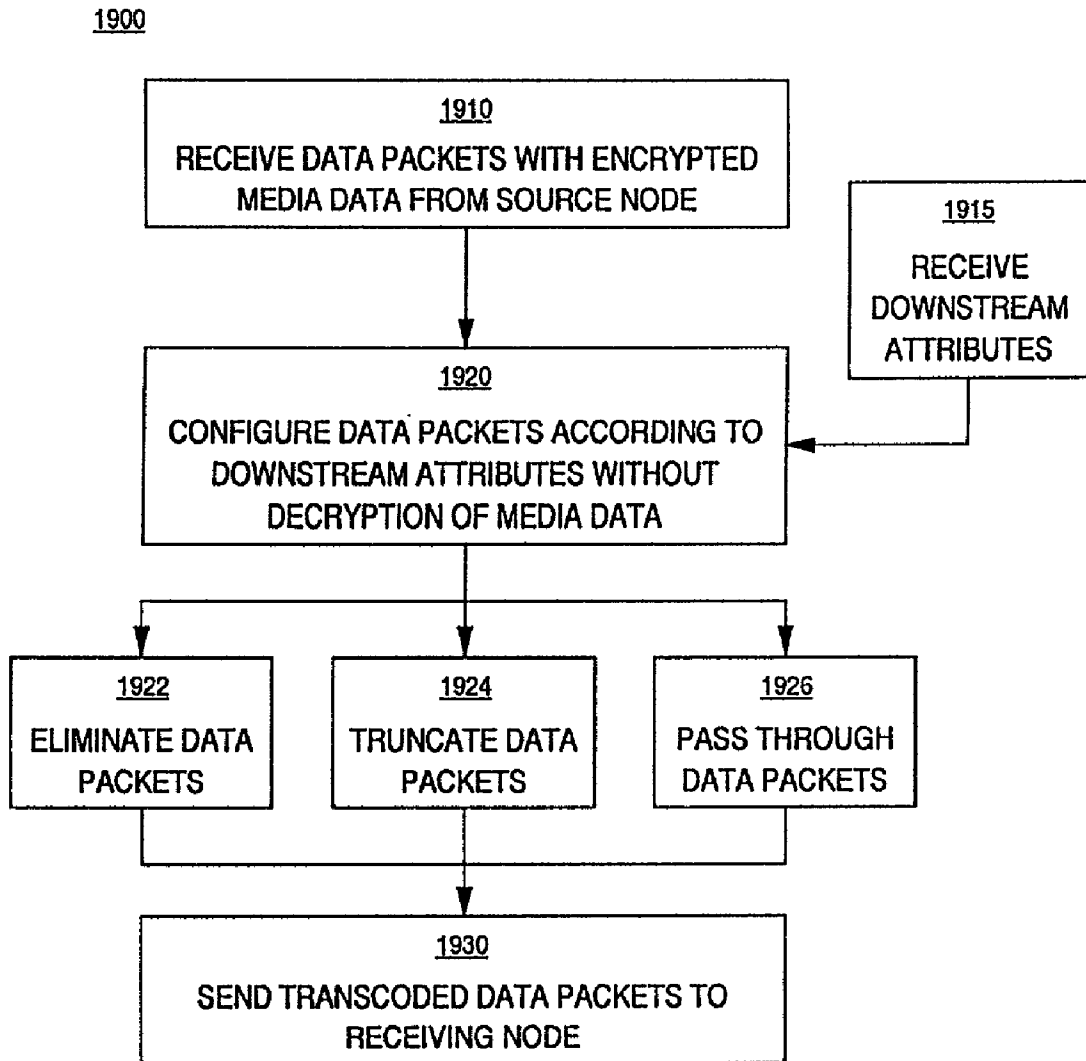 1900
1910
RECEIVE DATA PACKETS WITH ENCRYPTED
MEDIA DATA FROM SOURCE NODE
1915
RECEIVE
DOWNSTREAM
ATTRIBUTES
1920
CONFIGURE DATA PACKETS ACCORDING TO
DOWNSTREAM ATTRIBUTES WITHOUT
DECRYPTION OF MEDIA DATA
1922
ELIMINATE DATA
PACKETS
1924
TRUNCATE DATA
PACKETS
1926
PASS THROUGH
DATA PACKETS
1930
SEND TRANSCODED DATA PACKETS TO
RECEIVING NODE